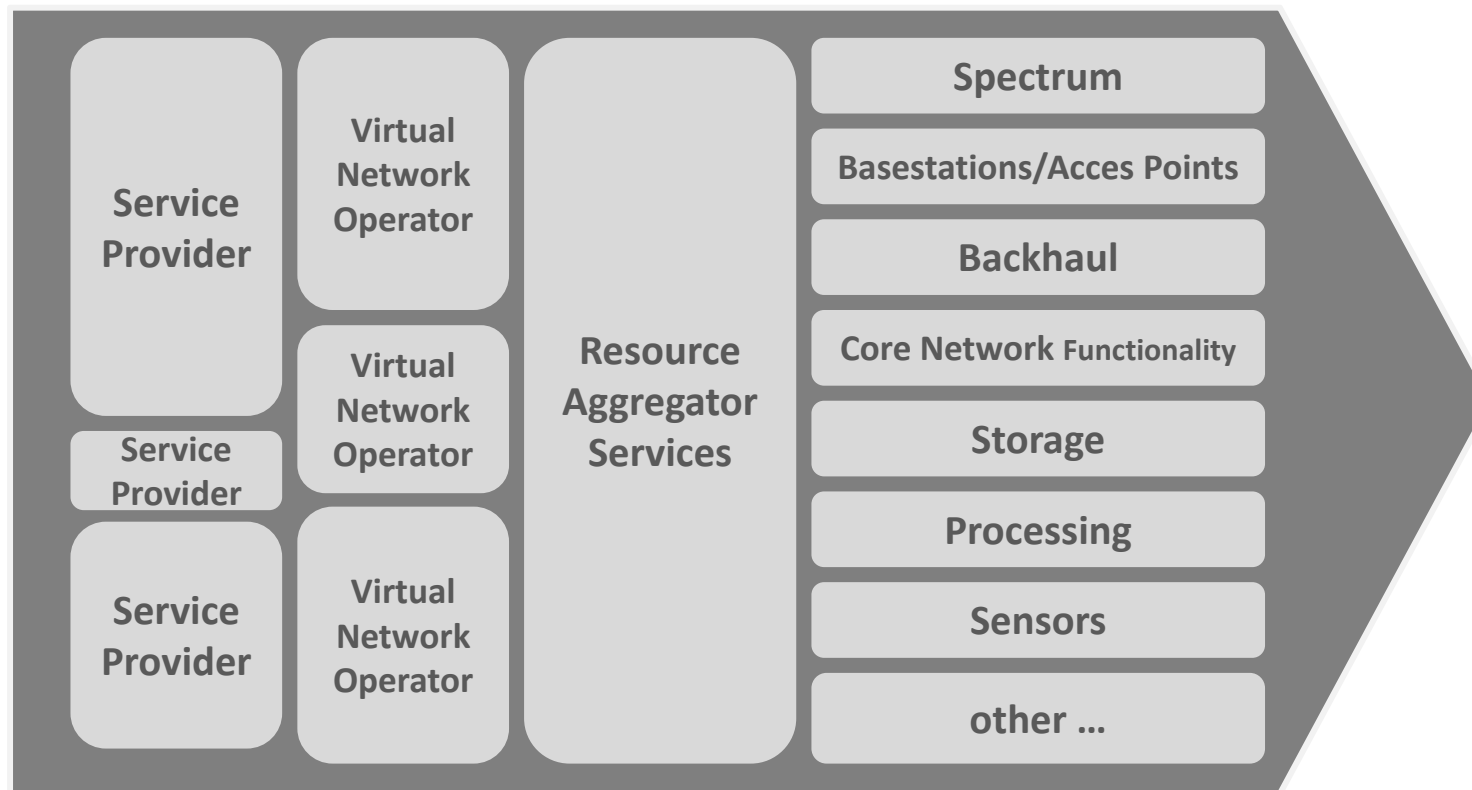 Service
Provider
Service
Provider
Service
Provider
Virtual
Network
Operator
Virtual
Network
Operator
Virtual
Network
Operator
Resource
Aggregator
Services
Spectrum
Basestations/Acces Points
Backhaul
Core Network Functionality
Storage
Processing
Sensors
other ...